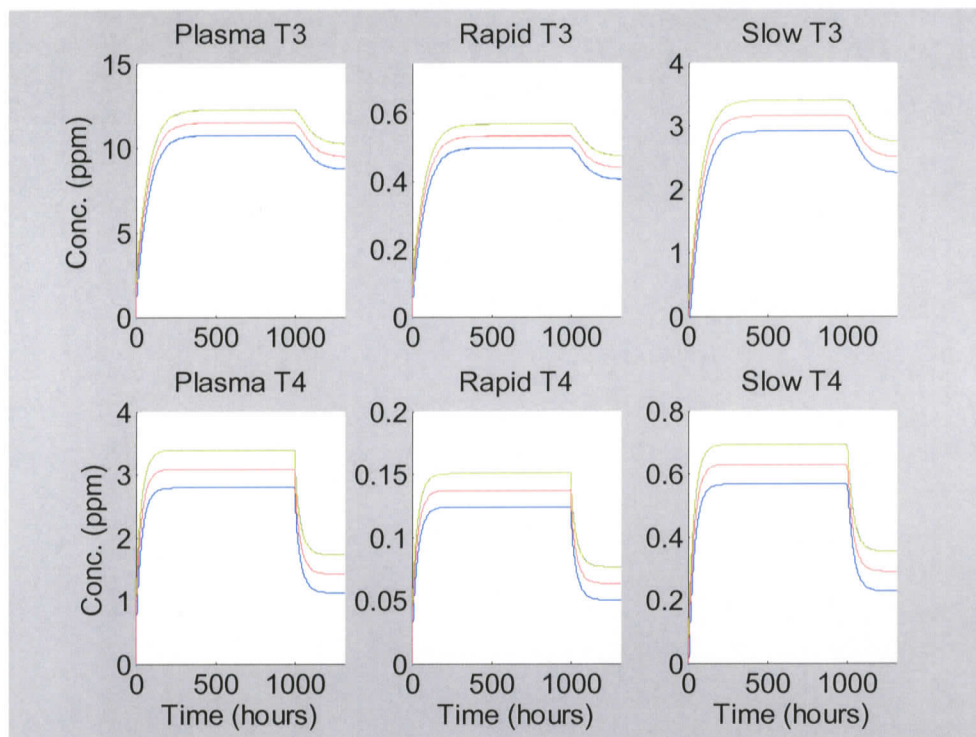 Plasma T3
Rapid T3
Slow T3
Conc. (ppm)
15
10
5
0
0 500 1000
0.6
0.4
0.2
0
0 500 1000
4
3
2
1
0
0 500 1000
Plasma T4
Rapid T4
Slow T4
Conc. (ppm)
4
3
2
1
0
0 500 1000
Time (hours)
0.2
0.15
0.1
0.05
0
0 500 1000
Time (hours)
0.8
0.6
0.4
0.2
0
0 500 1000
Time (hours)